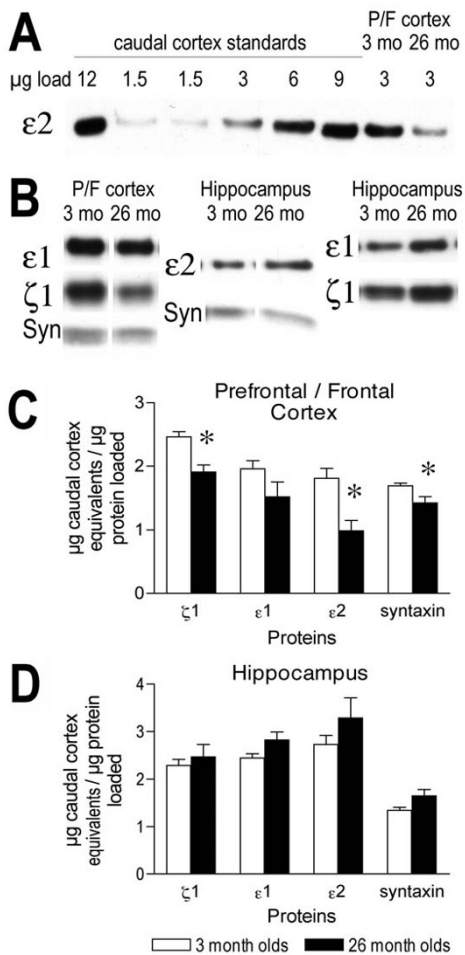 A
caudal cortex standards
P/F cortex
3 mo 26 mo
µg load 12 1.5 1.5 3 6 9 3 3
ε2
B
P/F cortex
3 mo 26 mo
ε1
ζ1
Syn
Hippocampus
3 mo 26 mo
ε2
Syn
Hippocampus
3 mo 26 mo
ε1
ζ1
C
Prefrontal / Frontal
Cortex
µg caudal cortex
equivalents / µg
protein loaded
3
2
1
0
* * *
ζ1 ε1 ε2 syntaxin
Proteins
D
Hippocampus
µg caudal cortex
equivalents / µg protein
loaded
4
3
2
1
0
ζ1 ε1 ε2 syntaxin
Proteins
3 month olds 26 month olds